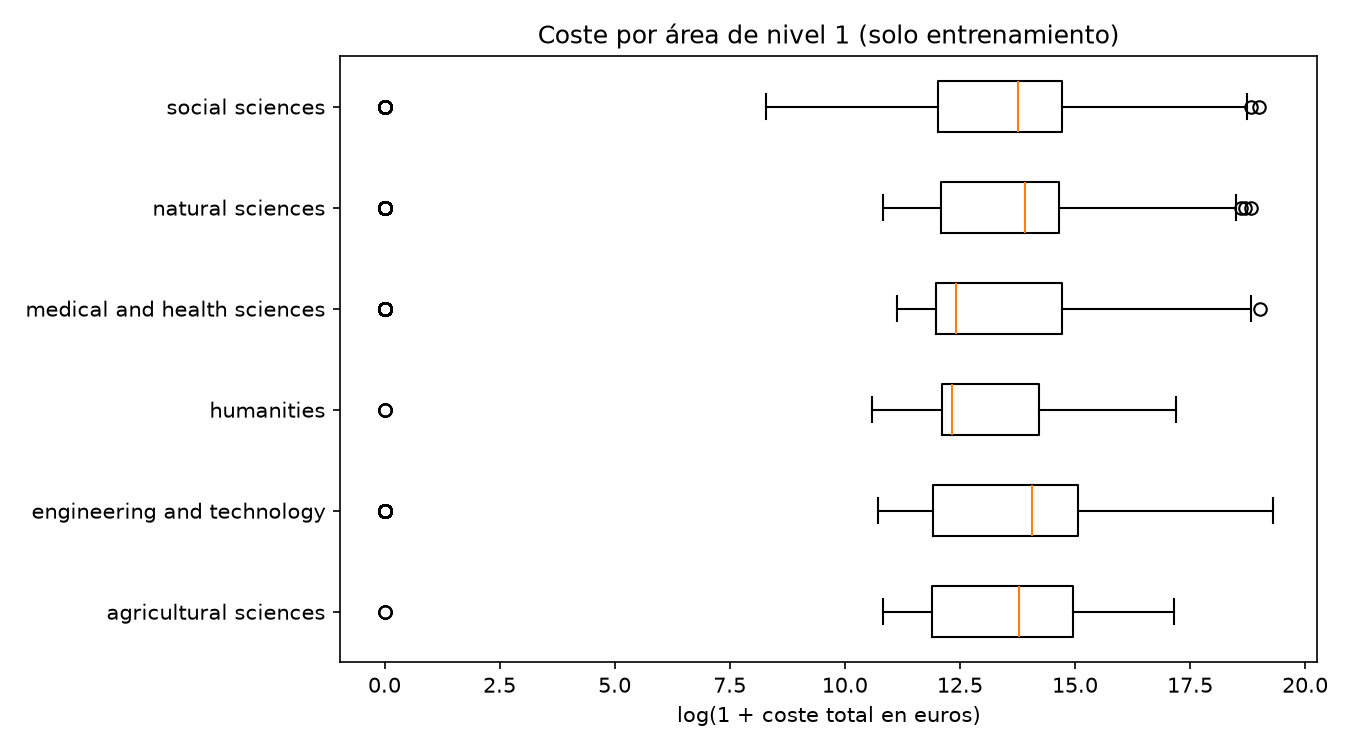 Coste por área de nivel 1 (solo entrenamiento)
social sciences
natural sciences
medical and health sciences
humanities
engineering and technology
agricultural sciences
0.0 2.5 5.0 7.5 10.0 12.5 15.0 17.5 20.0
log(1 + coste total en euros)